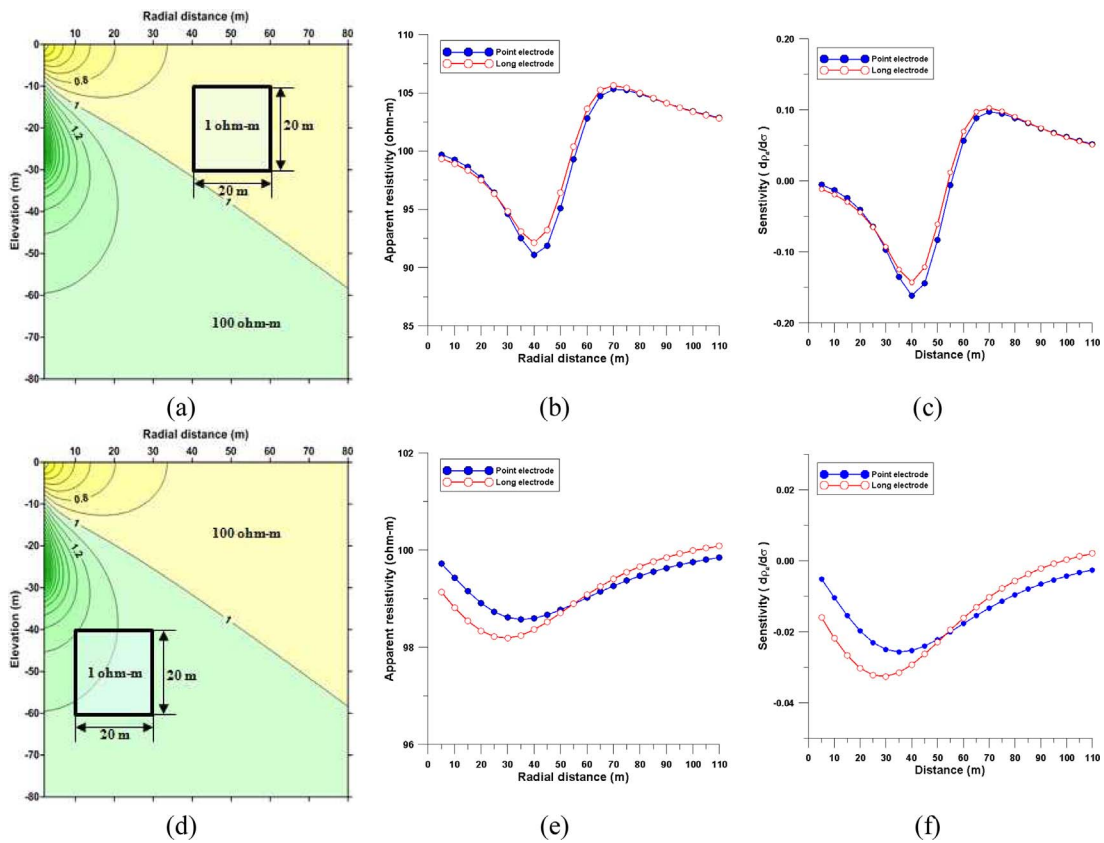 Radial distance (m)
0 10 20 30 40 50 60 70 80
Elevation (m)
0
-10
-20
-30
-40
-50
-60
-70
-80
0.8
1
1.2
1
1 ohm-m
20 m
20 m
100 ohm-m
(a)
110
105
100
95
90
85
Apparent resistivity (ohm-m)
Point electrode
Long electrode
0 10 20 30 40 50 60 70 80 90 100 110
Radial distance (m)
(b)
0.20
0.10
0.00
-0.10
-0.20
Senstivity ( dρa/dσ)
Point electrode
Long electrode
0 10 20 30 40 50 60 70 80 90 100 110
Distance (m)
(c)
Radial distance (m)
0 10 20 30 40 50 60 70 80
Elevation (m)
0
-10
-20
-30
-40
-50
-60
-70
-80
0.8
1
1.2
1
100 ohm-m
1 ohm-m
20 m
20 m
(d)
102
100
98
96
Apparent resistivity (ohm-m)
Point electrode
Long electrode
0 10 20 30 40 50 60 70 80 90 100 110
Radial distance (m)
(e)
0.02
0.00
-0.02
-0.04
Senstivity ( dρa/dσ)
Point electrode
Long electrode
0 10 20 30 40 50 60 70 80 90 100 110
Distance (m)
(f)